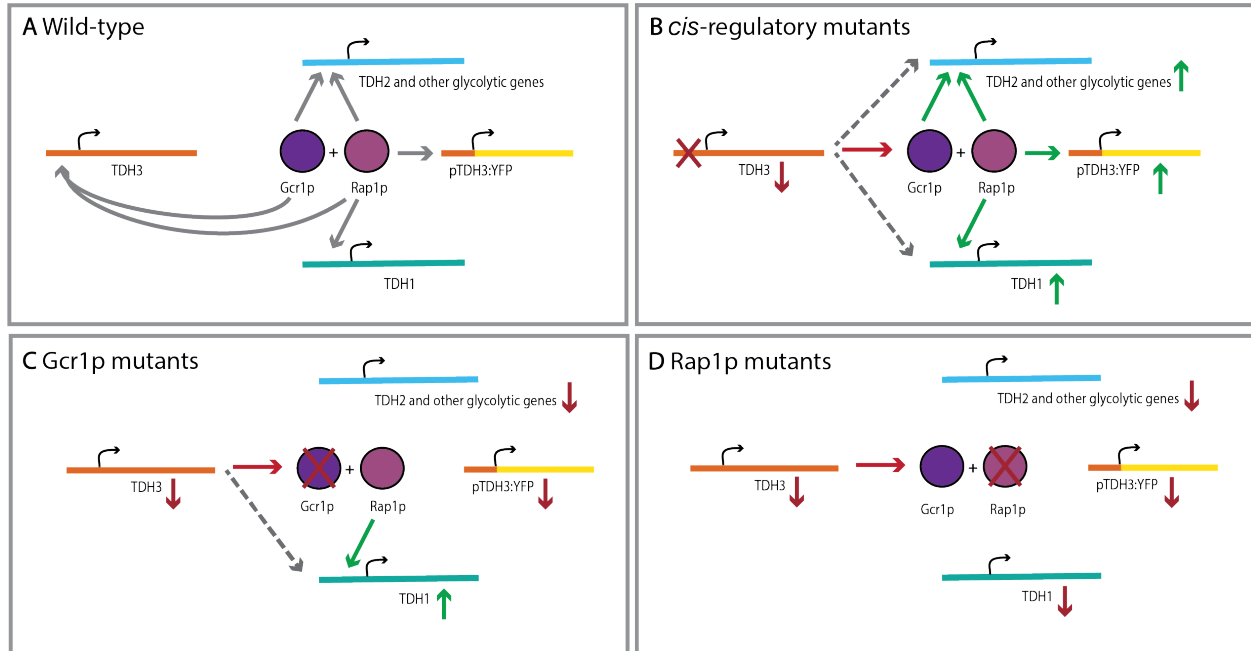 A Wild-type
TDH2 and other glycolytic genes
TDH3
+
pTDH3:YFP
Gcr1p
Rap1p
TDH1
B cis-regulatory mutants
TDH2 and other glycolytic genes
TDH3
+
pTDH3:YFP
Gcr1p
Rap1p
TDH1
C Gcr1p mutants
TDH2 and other glycolytic genes
TDH3
+
pTDH3:YFP
Gcr1p
Rap1p
TDH1
D Rap1p mutants
TDH2 and other glycolytic genes
TDH3
+
pTDH3:YFP
Gcr1p
Rap1p
TDH1